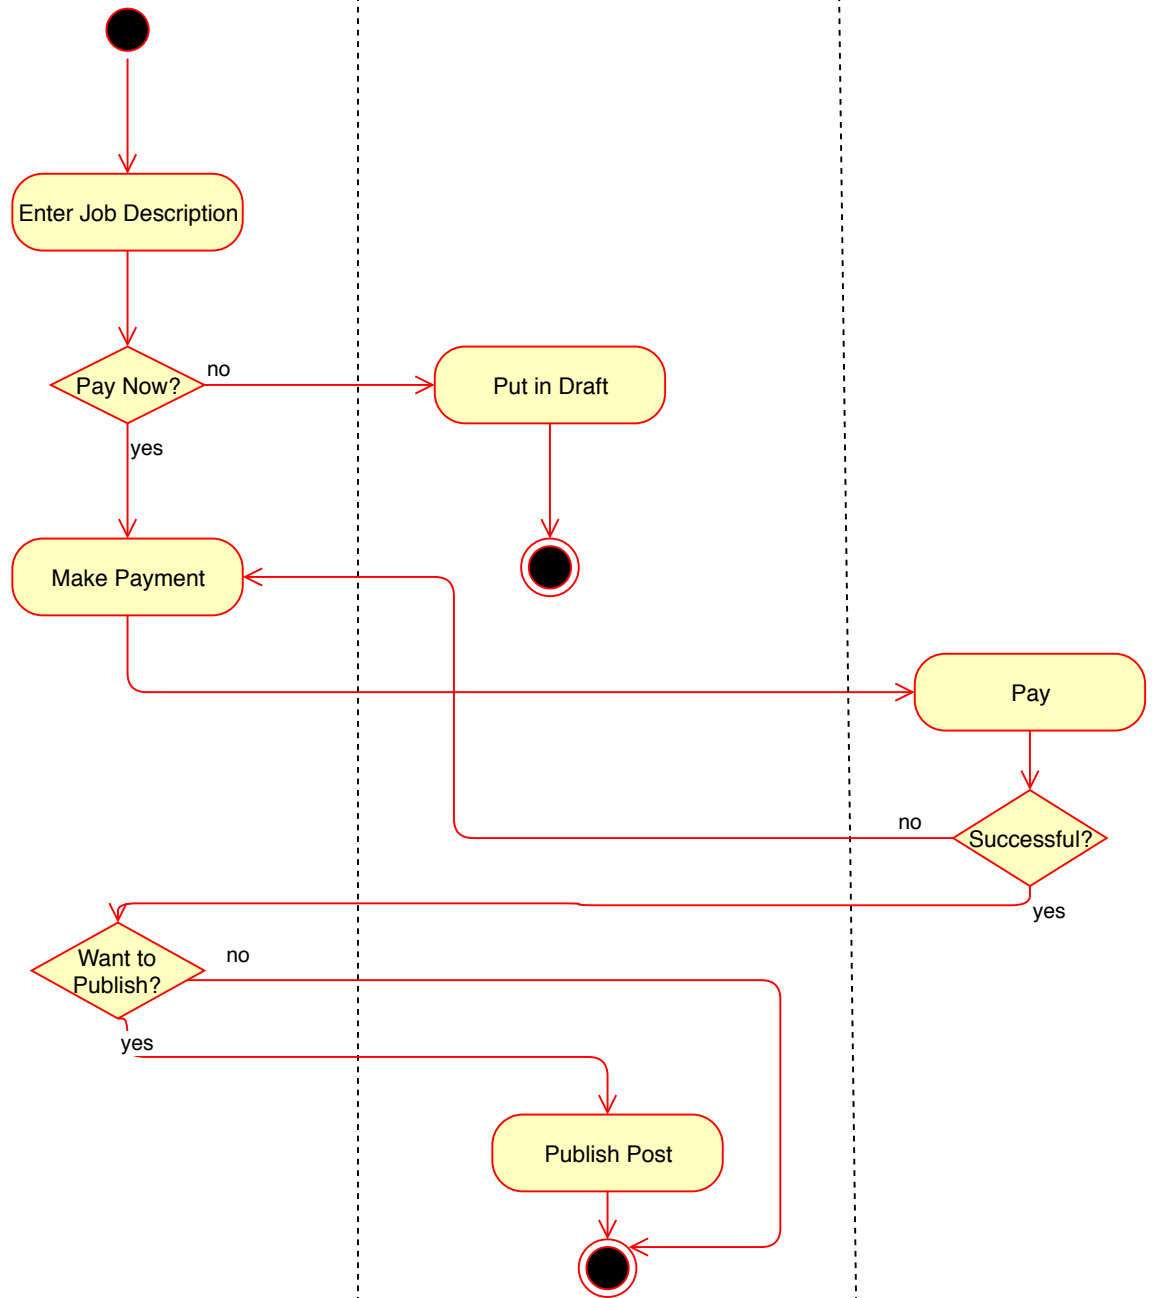 Enter Job Description
Pay Now?
no
Put in Draft
yes
Make Payment
Pay
no
Successful?
yes
Want to
Publish?
no
yes
Publish Post